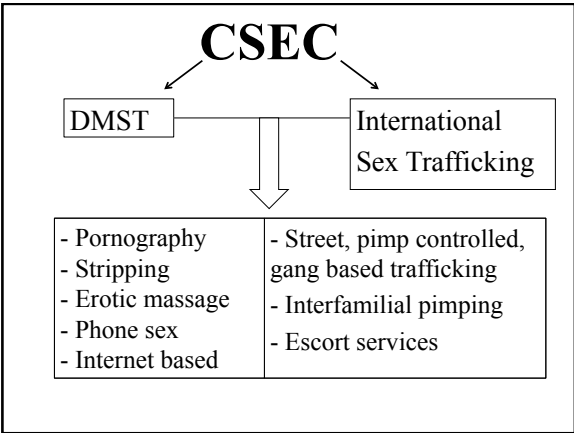 CSEC
DMST
International
Sex Trafficking
- Pornography
- Stripping
- Erotic massage
- Phone sex
- Internet based
- Street, pimp controlled,
gang based trafficking
- Interfamilial pimping
- Escort services